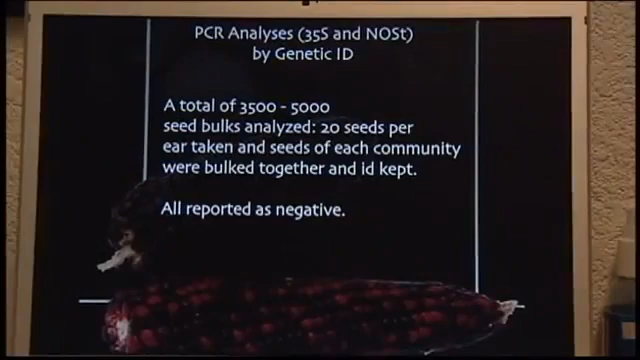 PCR Analyses (35S and NOSt)
by Genetic ID
A total of 3500 - 5000
seed bulks analyzed: 20 seeds per
ear taken and seeds of each community
were bulked together and id kept.
All reported as negative.